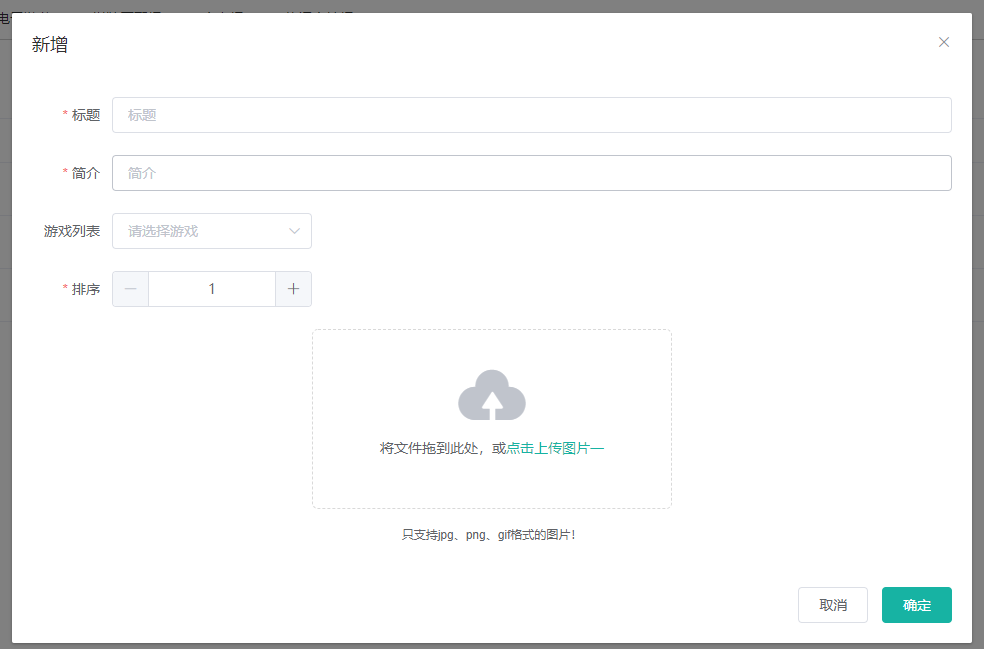 新增
* 标题 标题
* 简介 简介
游戏列表 请选择游戏
* 排序 — 1 +
将文件拖到此处，或点击上传图片一
只支持jpg、png、gif格式的图片！
取消 确定